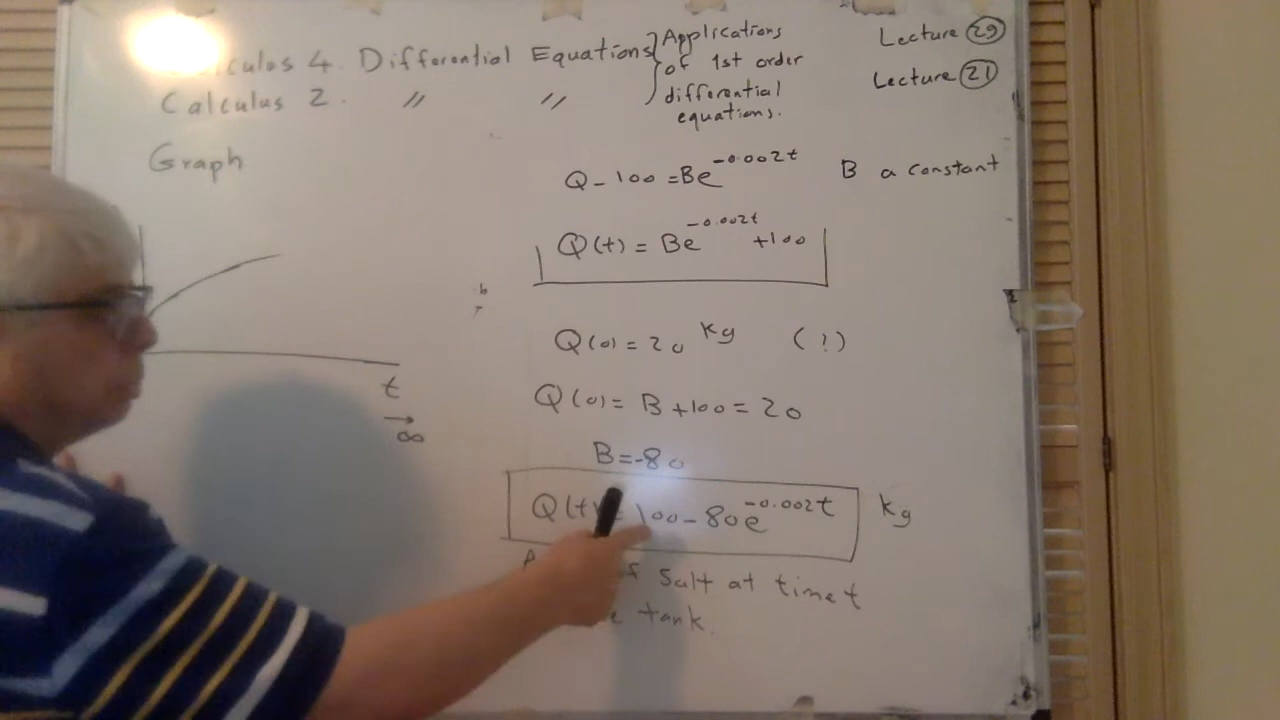 culus 4. Differential Equations } Applications of 1st order differential equations.
Calculus 2. " "
Lecture 29
Lecture 21
Graph
t
→
∞
Q - 100 = Be^{-0.002t} B a constant
Q(t) = Be^{-0.002t} + 100
Q(0) = 20 kg (!)
Q(0) = B + 100 = 20
B = -80
Q(t) = 100 - 80e^{-0.002t} kg
f Salt at time t
tank.